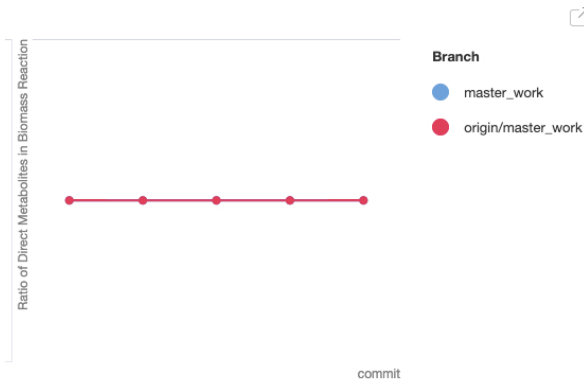 Ratio of Direct Metabolites in Biomass Reaction
Branch
master_work
origin/master_work
commit